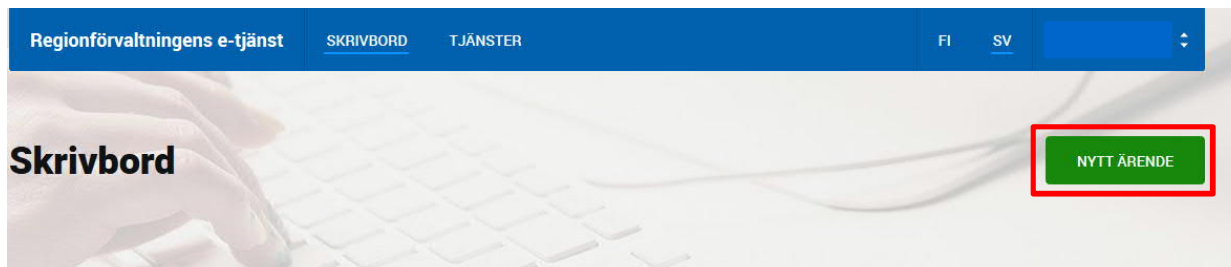 Regionförvaltningens e-tjänst SKRIVBORD TJÄNSTER FI SV
Skrivbord
NYTT ÄRENDE